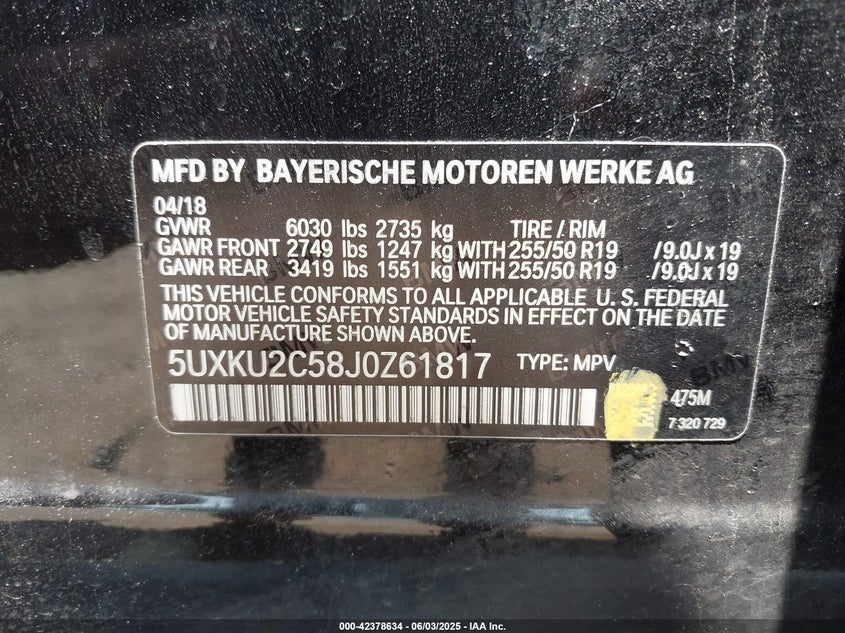 MFD BY BAYERISCHE MOTOREN WERKE AG
04/18
GVWR 6030 lbs 2735 kg TIRE / RIM
GAWR FRONT 2749 lbs 1247 kg WITH 255/50 R19 /9.0J x 19
GAWR REAR 3419 lbs 1551 kg WITH 255/50 R19 /9.0J x 19
THIS VEHICLE CONFORMS TO ALL APPLICABLE U. S. FEDERAL
MOTOR VEHICLE SAFETY STANDARDS IN EFFECT ON THE DATE
OF MANUFACTURE SHOWN ABOVE.
5UXKU2C58J0Z61817 TYPE: MPV
475M
7 320 729
000-42378634 - 06/03/2025 - IAA Inc.